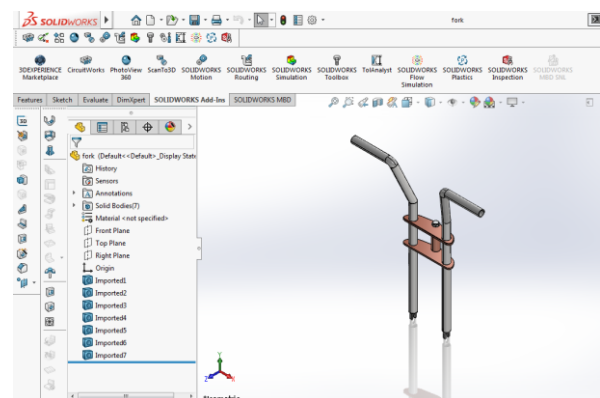 SOLIDWORKS
fork
3DEXPERIENCE Marketplace
CircuitWorks
PhotoView 360
ScanTo3D
SOLIDWORKS Motion
SOLIDWORKS Routing
SOLIDWORKS Simulation
SOLIDWORKS Toolbox
TolAnalyst
SOLIDWORKS Flow Simulation
SOLIDWORKS Plastics
SOLIDWORKS Inspection
SOLIDWORKS MBD SNL
Features Sketch Evaluate DimXpert SOLIDWORKS Add-Ins SOLIDWORKS MBD
fork (Default<<Default>_Display State
History
Sensors
Annotations
Solid Bodies(7)
Material <not specified>
Front Plane
Top Plane
Right Plane
Origin
Imported1
Imported2
Imported3
Imported4
Imported5
Imported6
Imported7